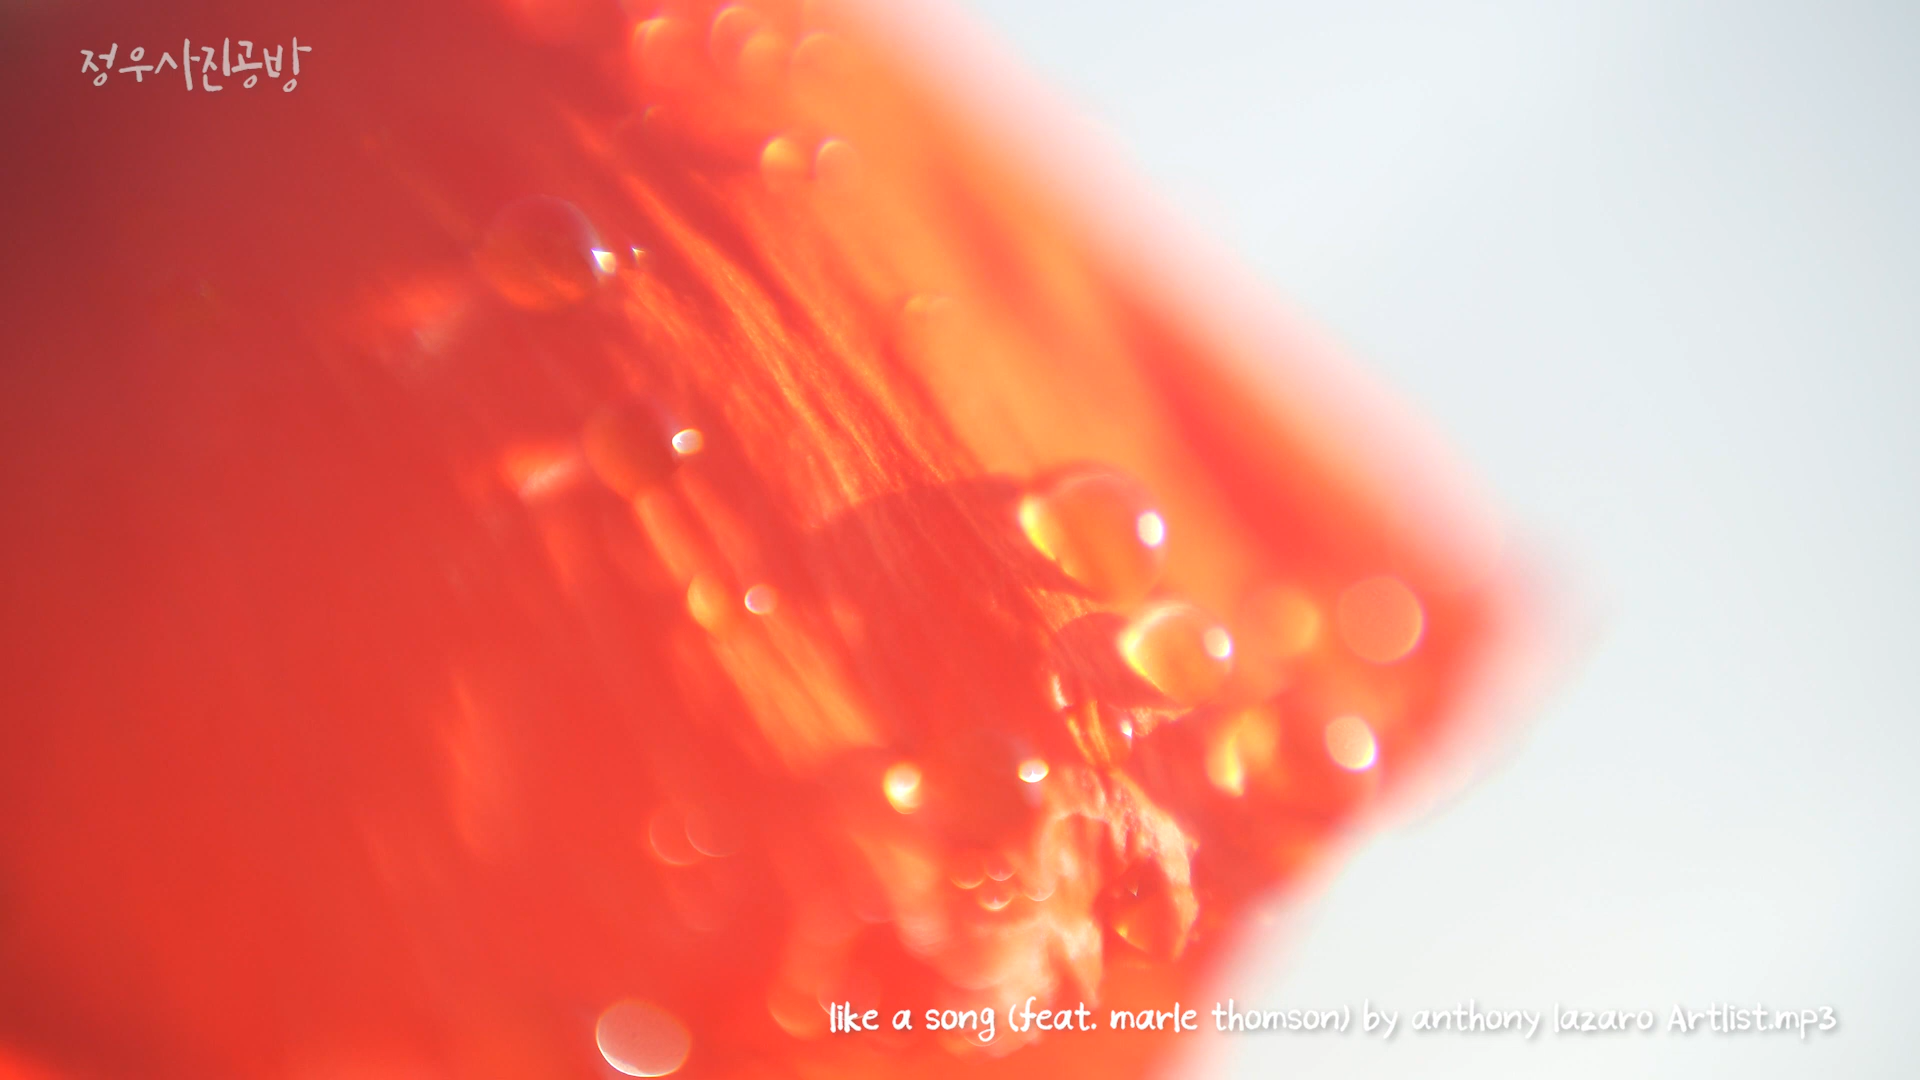 정우사진공방
like a song (feat. marle thomson) by anthony lazaro Artlist.mp3